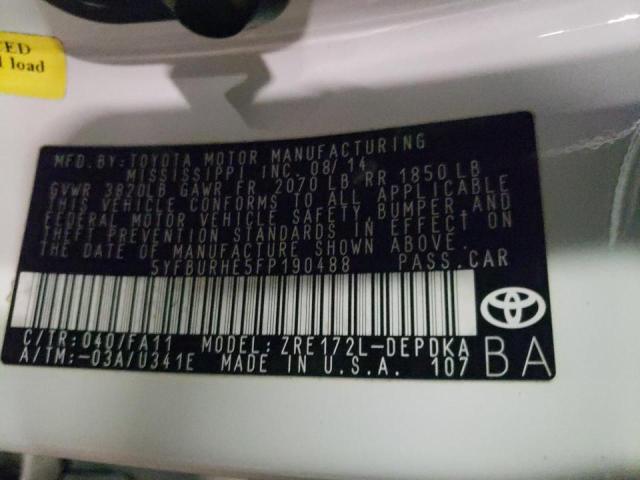 CED
l load
MFD. BY: TOYOTA MOTOR MANUFACTURING
MISSISSIPPI INC. 08/14
GVWR 3820LB GAWR FR 2070 LB RR 1850 LB
THIS VEHICLE CONFORMS TO ALL APPLICABLE
FEDERAL MOTOR VEHICLE SAFETY, BUMPER AND
THEFT PREVENTION STANDARDS IN EFFECT ON
THE DATE OF MANUFACTURE SHOWN ABOVE.
5YFBURHE5FP190488 PASS.CAR
C/TR: 040/FA11 MODEL: ZRE172L-DEPDKA
A/TM:-03A/U341E MADE IN U.S.A. 107
BA